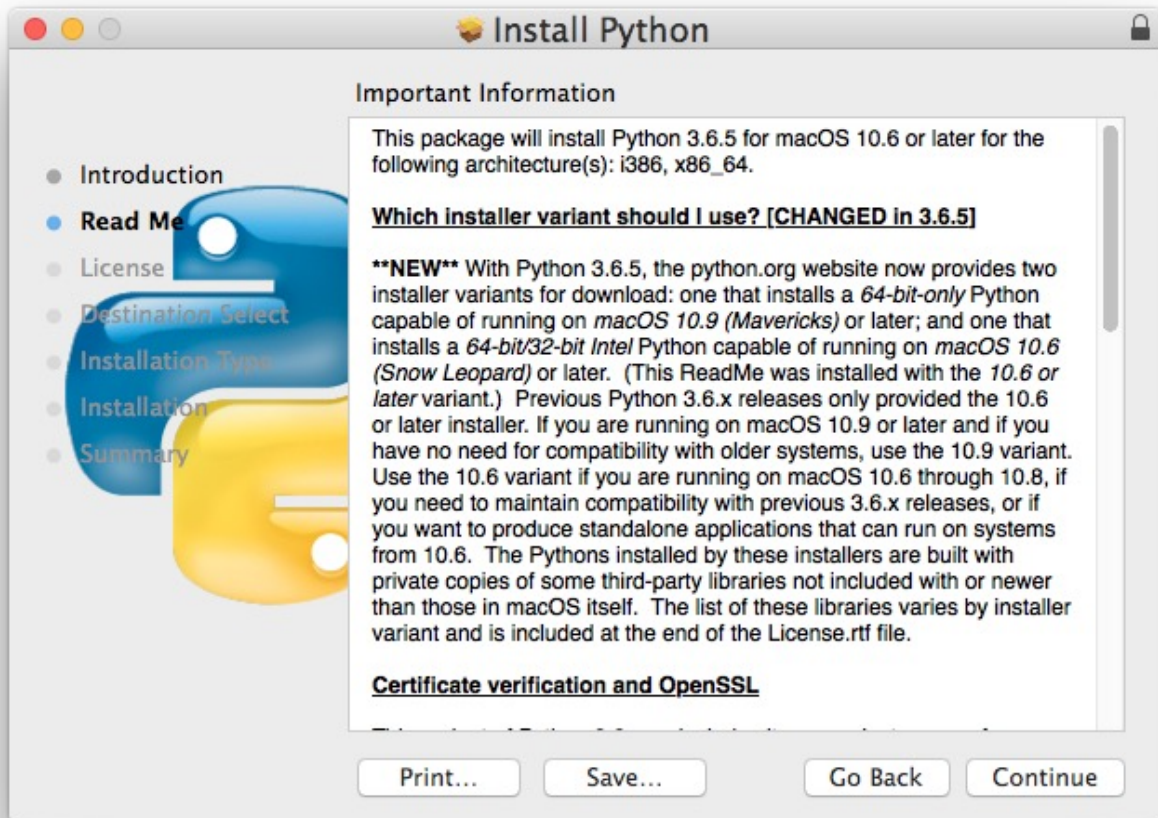 Install Python
Important Information
Introduction
Read Me
License
Destination Select
Installation Type
Installation
Summary
This package will install Python 3.6.5 for macOS 10.6 or later for the
following architecture(s): i386, x86_64.
Which installer variant should I use? [CHANGED in 3.6.5]
**NEW** With Python 3.6.5, the python.org website now provides two
installer variants for download: one that installs a 64-bit-only Python
capable of running on macOS 10.9 (Mavericks) or later; and one that
installs a 64-bit/32-bit Intel Python capable of running on macOS 10.6
(Snow Leopard) or later.  (This ReadMe was installed with the 10.6 or
later variant.)  Previous Python 3.6.x releases only provided the 10.6
or later installer. If you are running on macOS 10.9 or later and if you
have no need for compatibility with older systems, use the 10.9 variant.
Use the 10.6 variant if you are running on macOS 10.6 through 10.8, if
you need to maintain compatibility with previous 3.6.x releases, or if
you want to produce standalone applications that can run on systems
from 10.6.  The Pythons installed by these installers are built with
private copies of some third-party libraries not included with or newer
than those in macOS itself.  The list of these libraries varies by installer
variant and is included at the end of the License.rtf file.
Certificate verification and OpenSSL
Print...
Save...
Go Back
Continue